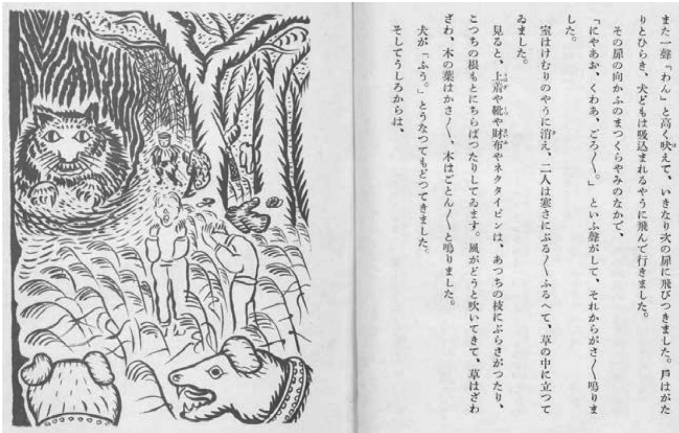 また一聲「わん」と高く吠えて、いきなり次の扉に飛びつきました。戸はがた
りとひらき、犬どもは吸込まれるやうに飛んで行きました。
その扉の向かふのまつくらやみのなかで、
「にやあお、くわあ、ごろ〳〵。」といふ聲がして、それからがさ〳〵鳴りま
した。
室はけむりのやうに消え、二人は寒さにぶる〳〵ふるへて、草の中に立つて
ゐました。
見ると、上着や靴や財布やネクタイピンは、あつちの枝にぶらさがつたり、
こつちの根もとにちらばつたりしてゐます。風がどうと吹いてきて、草はざわ
ざわ、木の葉はかさ〳〵、木はごとん〳〵と鳴りました。
犬が「ふう。」とうなつてもどつてきました。
そしてうしろからは、